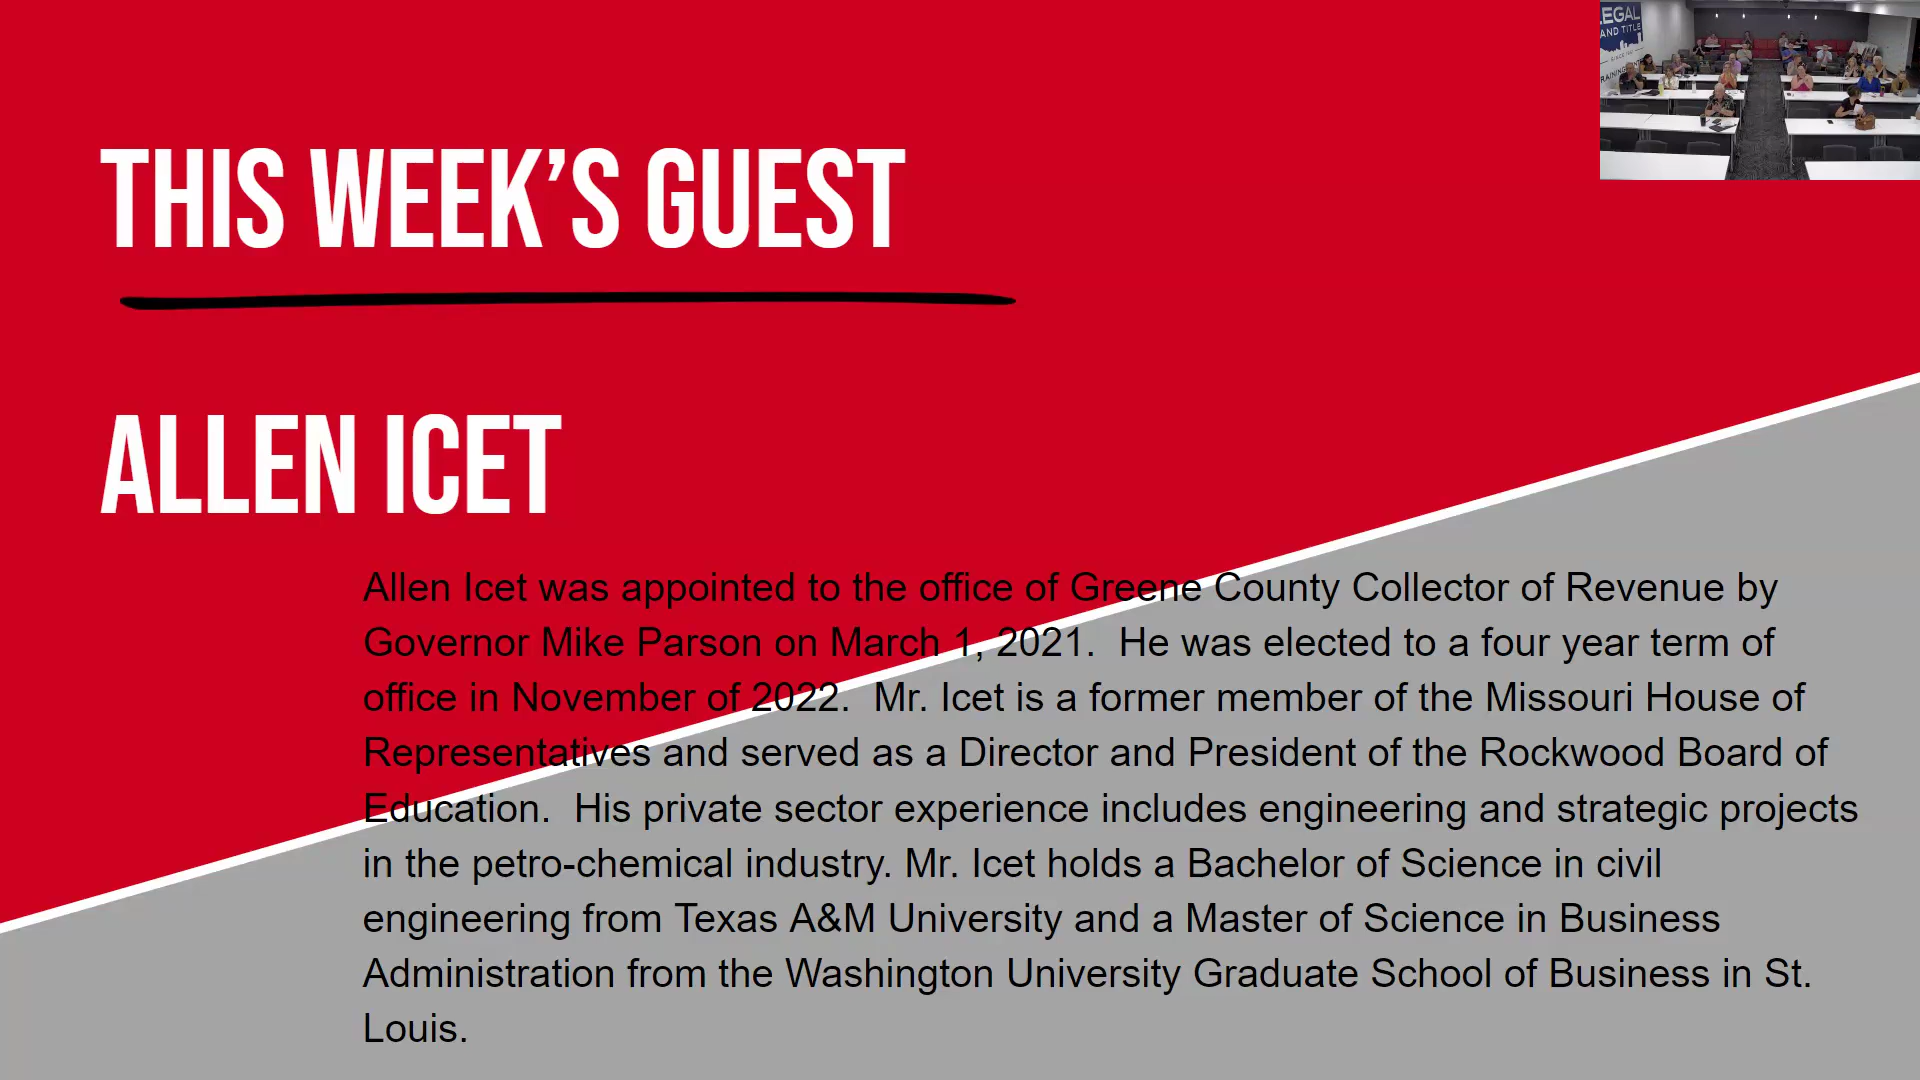 THIS WEEK’S GUEST
ALLEN ICET
Allen Icet was appointed to the office of Greene County Collector of Revenue by
Governor Mike Parson on March 1, 2021.  He was elected to a four year term of
office in November of 2022.  Mr. Icet is a former member of the Missouri House of
Representatives and served as a Director and President of the Rockwood Board of
Education.  His private sector experience includes engineering and strategic projects
in the petro-chemical industry. Mr. Icet holds a Bachelor of Science in civil
engineering from Texas A&M University and a Master of Science in Business
Administration from the Washington University Graduate School of Business in St.
Louis.
LEGAL
AND TITLE